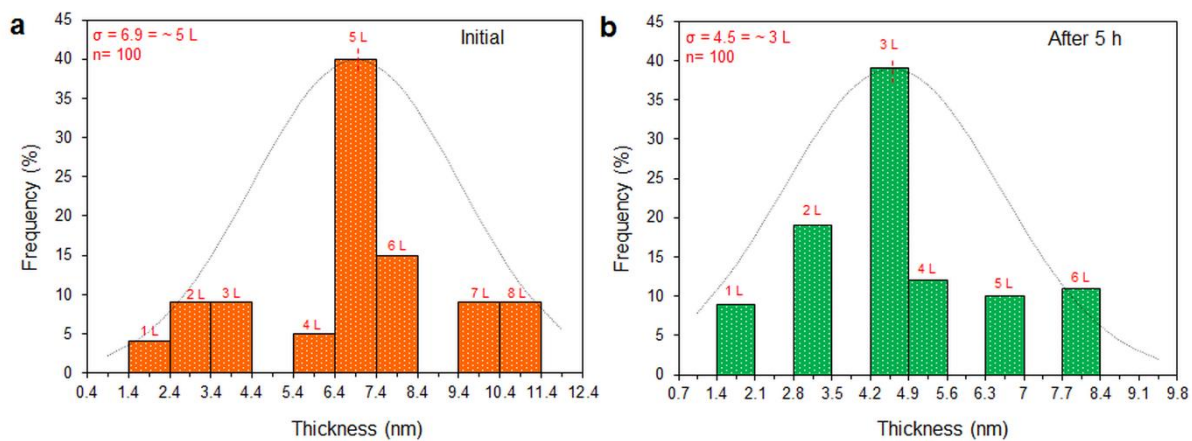 a
σ = 6.9 = ~ 5 L
n= 100
Initial
5 L
6 L
2 L
3 L
7 L
8 L
4 L
1 L
Frequency (%)
45
40
35
30
25
20
15
10
5
0
0.4 1.4 2.4 3.4 4.4 5.4 6.4 7.4 8.4 9.4 10.4 11.4 12.4
Thickness (nm)
b
σ = 4.5 = ~ 3 L
n= 100
After 5 h
3 L
2 L
4 L
6 L
5 L
1 L
Frequency (%)
45
40
35
30
25
20
15
10
5
0
0.7 1.4 2.1 2.8 3.5 4.2 4.9 5.6 6.3 7 7.7 8.4 9.1 9.8
Thickness (nm)